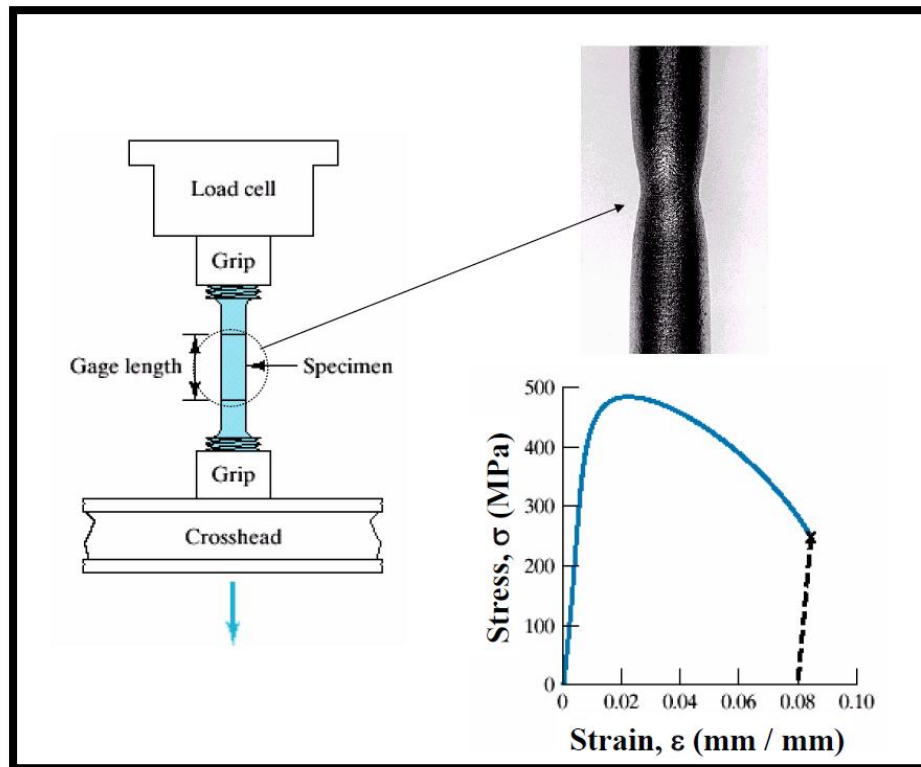 Load cell
Grip
Gage length
Specimen
Grip
Crosshead
Stress, σ (MPa)
500
400
300
200
100
0
0
0.02
0.04
0.06
0.08
0.10
Strain, ε (mm / mm)